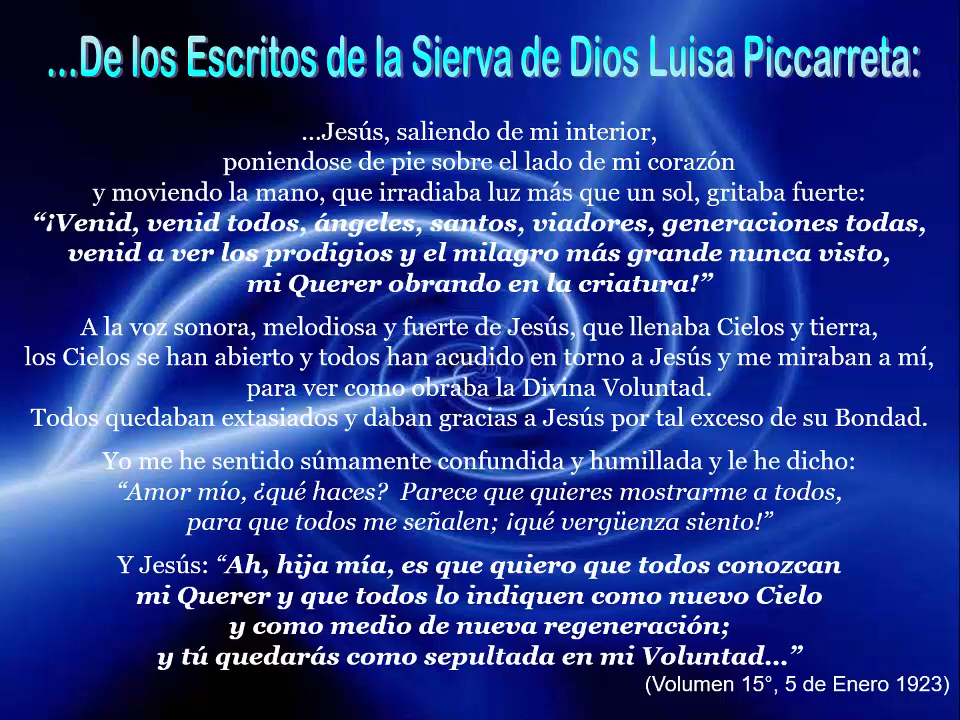 ...De los Escritos de la Sierva de Dios Luisa Piccarreta:
...Jesús, saliendo de mi interior,
poniendose de pie sobre el lado de mi corazón
y moviendo la mano, que irradiaba luz más que un sol, gritaba fuerte:
“¡Venid, venid todos, ángeles, santos, viadores, generaciones todas,
venid a ver los prodigios y el milagro más grande nunca visto,
mi Querer obrando en la criatura!”
A la voz sonora, melodiosa y fuerte de Jesús, que llenaba Cielos y tierra,
los Cielos se han abierto y todos han acudido en torno a Jesús y me miraban a mí,
para ver como obraba la Divina Voluntad.
Todos quedaban extasiados y daban gracias a Jesús por tal exceso de su Bondad.
Yo me he sentido súmamente confundida y humillada y le he dicho:
“Amor mío, ¿qué haces? Parece que quieres mostrarme a todos,
para que todos me señalen; ¡qué vergüenza siento!”
Y Jesús: “Ah, hija mía, es que quiero que todos conozcan
mi Querer y que todos lo indiquen como nuevo Cielo
y como medio de nueva regeneración;
y tú quedarás como sepultada en mi Voluntad...”
(Volumen 15°, 5 de Enero 1923)